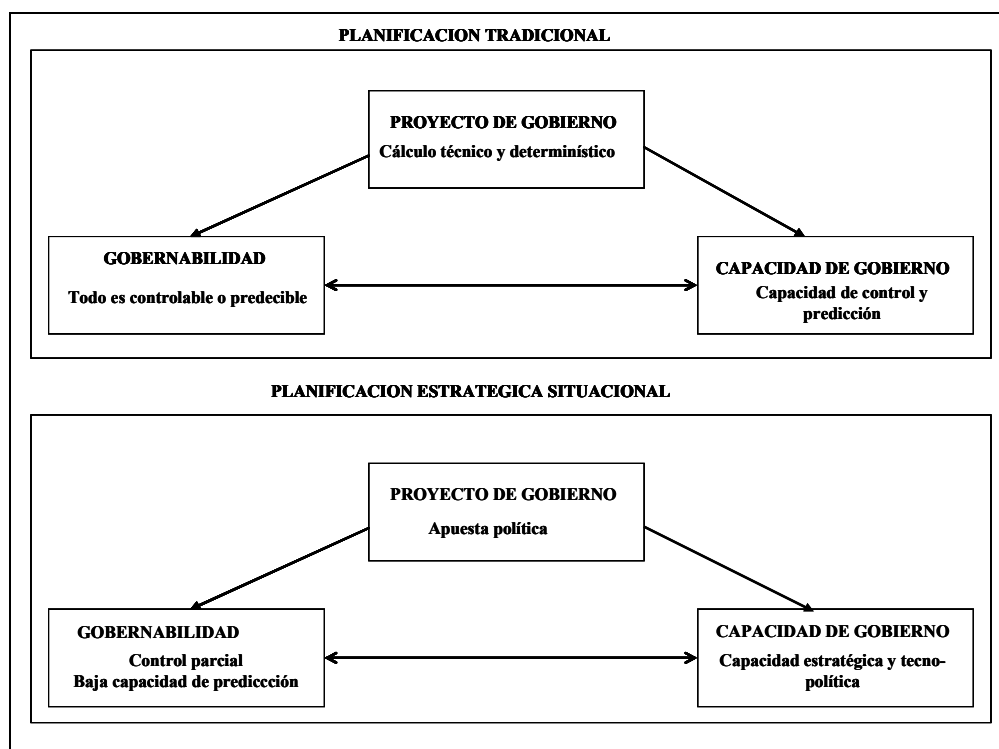 PLANIFICACION TRADICIONAL
PROYECTO DE GOBIERNO
Cálculo técnico y determinístico
GOBERNABILIDAD
Todo es controlable o predecible
CAPACIDAD DE GOBIERNO
Capacidad de control y
predicción
PLANIFICACION ESTRATEGICA SITUACIONAL
PROYECTO DE GOBIERNO
Apuesta política
GOBERNABILIDAD
Control parcial
Baja capacidad de prediccción
CAPACIDAD DE GOBIERNO
Capacidad estratégica y tecno-
política